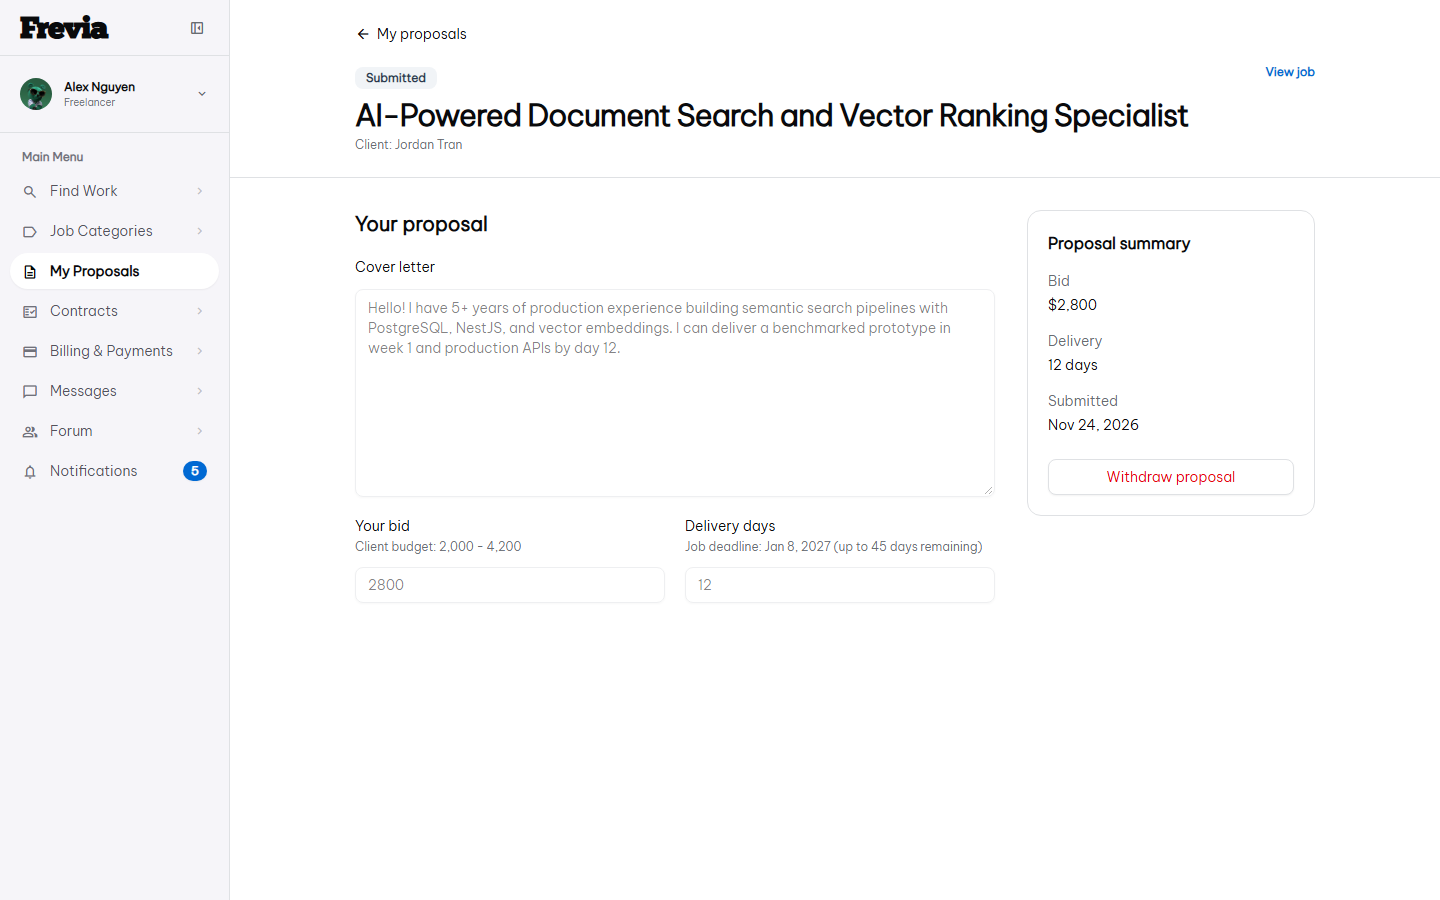 Frevia
Alex Nguyen
Freelancer
Main Menu
Find Work
Job Categories
My Proposals
Contracts
Billing & Payments
Messages
Forum
Notifications
5
My proposals
Submitted
View job
AI-Powered Document Search and Vector Ranking Specialist
Client: Jordan Tran
Your proposal
Cover letter
Hello! I have 5+ years of production experience building semantic search pipelines with
PostgreSQL, NestJS, and vector embeddings. I can deliver a benchmarked prototype in
week 1 and production APIs by day 12.
Your bid
Client budget: 2,000 - 4,200
2800
Delivery days
Job deadline: Jan 8, 2027 (up to 45 days remaining)
12
Proposal summary
Bid
$2,800
Delivery
12 days
Submitted
Nov 24, 2026
Withdraw proposal